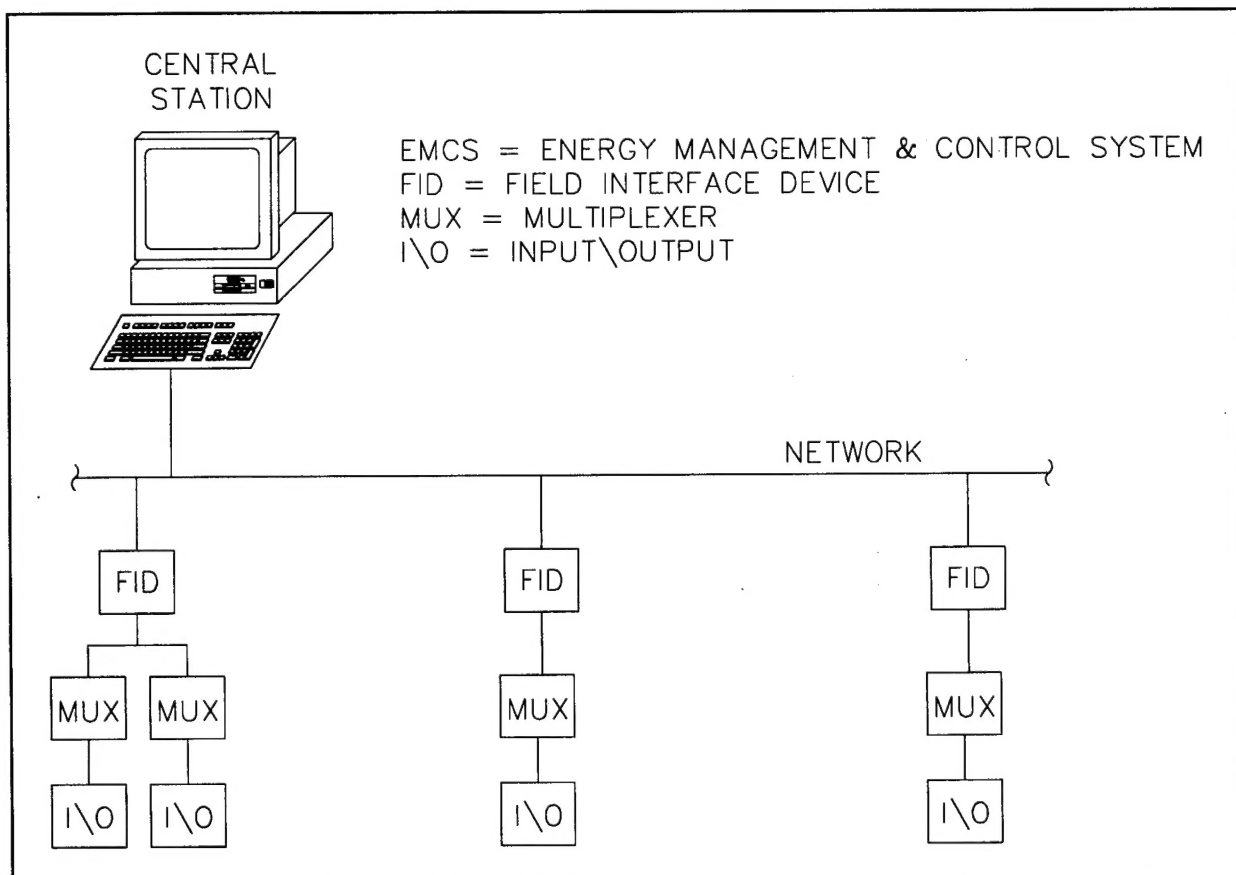 CENTRAL
STATION
EMCS = ENERGY MANAGEMENT & CONTROL SYSTEM
FID = FIELD INTERFACE DEVICE
MUX = MULTIPLEXER
I\O = INPUT\OUTPUT
NETWORK
FID FID FID
MUX MUX MUX MUX
I\O I\O I\O I\O